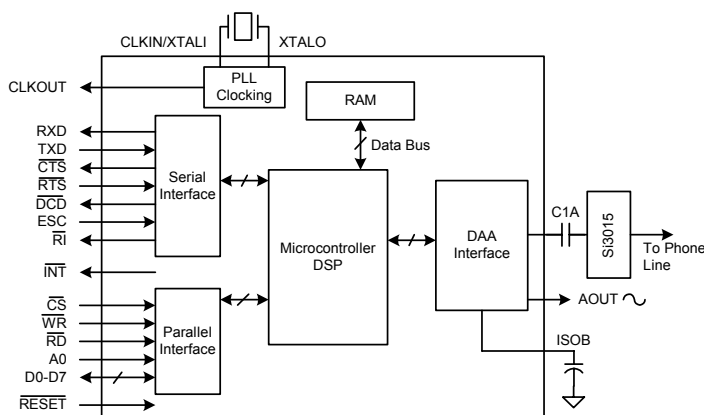 CLKIN/XTALI
XTALO
CLKOUT
PLL
Clocking
RAM
Data Bus
RXD
TXD
CTS
RTS
DCD
ESC
RI
INT
CS
WR
RD
A0
D0-D7
RESET
Serial
Interface
Parallel
Interface
Microcontroller
DSP
DAA
Interface
C1A
Si3015
To Phone
Line
AOUT
ISOB